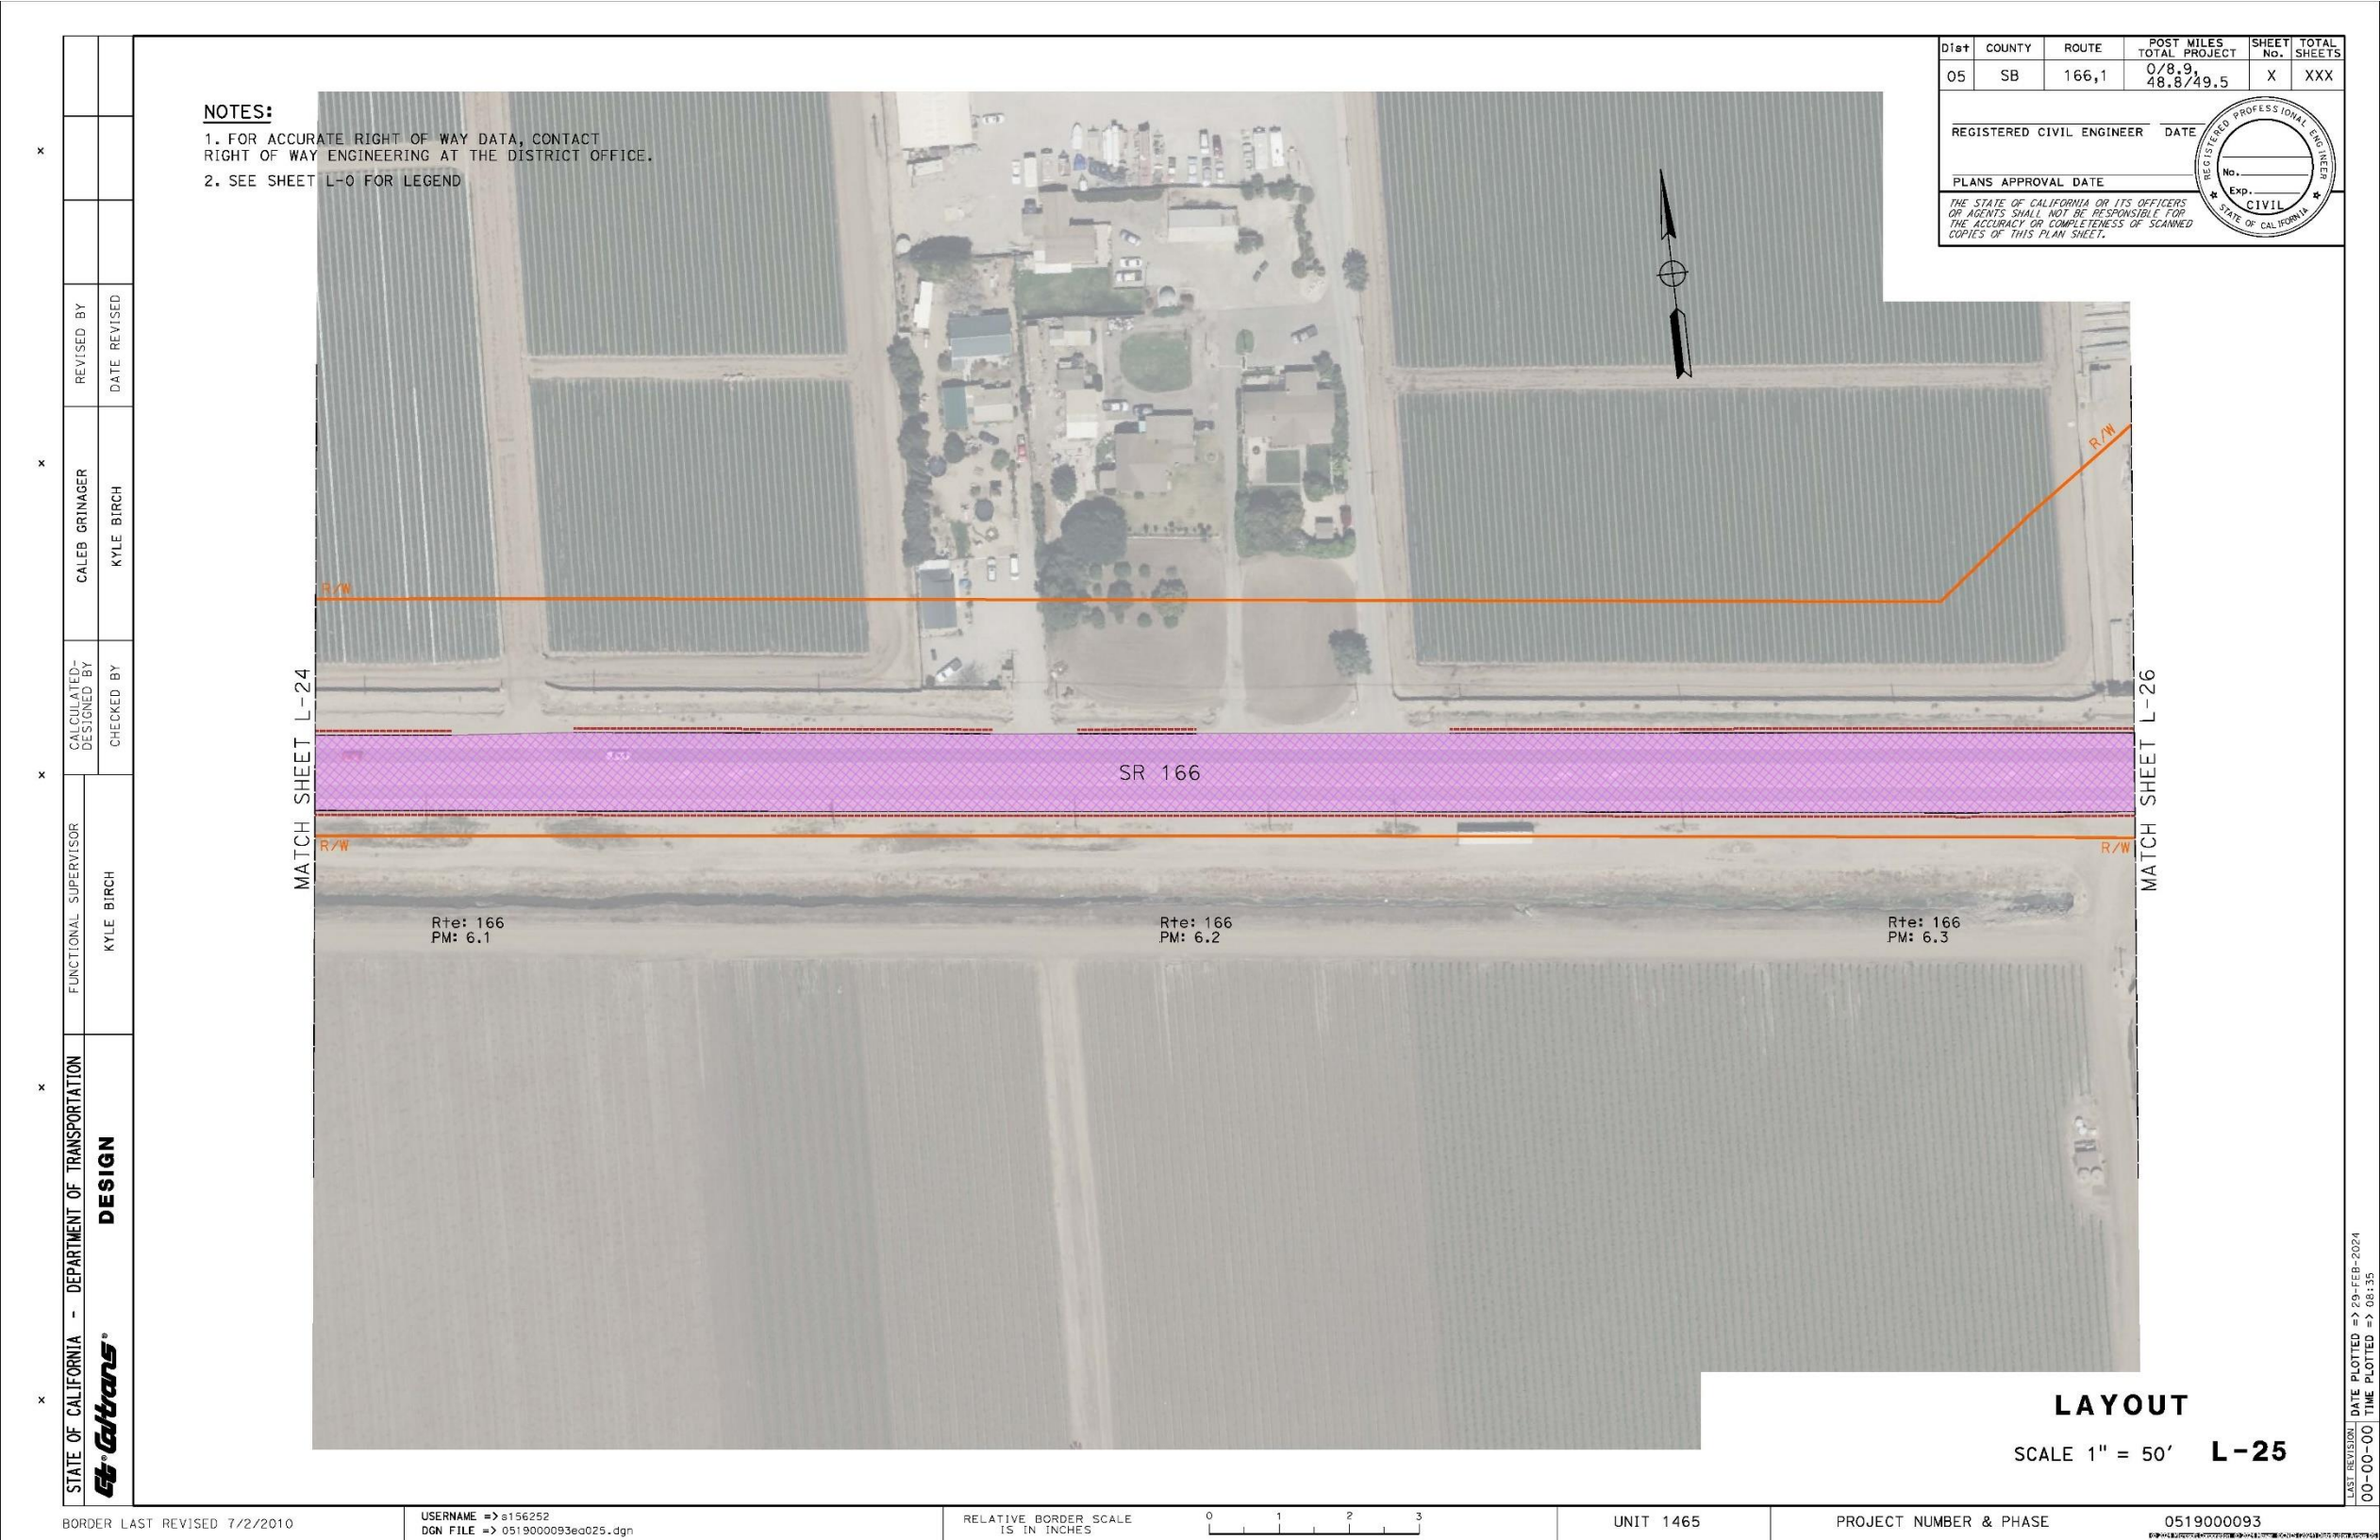 Dist COUNTY ROUTE POST MILES TOTAL PROJECT SHEET No. TOTAL SHEETS
05 SB 166,1 0/8.9, 48.8/49.5 X XXX
REGISTERED CIVIL ENGINEER DATE
PLANS APPROVAL DATE
THE STATE OF CALIFORNIA OR ITS OFFICERS
OR AGENTS SHALL NOT BE RESPONSIBLE FOR
THE ACCURACY OR COMPLETENESS OF SCANNED
COPIES OF THIS PLAN SHEET.
REGISTERED PROFESSIONAL ENGINEER
No.
Exp.
CIVIL
STATE OF CALIFORNIA
NOTES:
1. FOR ACCURATE RIGHT OF WAY DATA, CONTACT
RIGHT OF WAY ENGINEERING AT THE DISTRICT OFFICE.
2. SEE SHEET L-0 FOR LEGEND
REVISED BY
DATE REVISED
CALEB GRINAGER
KYLE BIRCH
CALCULATED-
DESIGNED BY
CHECKED BY
FUNCTIONAL SUPERVISOR
KYLE BIRCH
STATE OF CALIFORNIA - DEPARTMENT OF TRANSPORTATION
DESIGN
Caltrans
R/W
R/W
MATCH SHEET L-24
SR 166
MATCH SHEET L-26
R/W
R/W
Rte: 166
PM: 6.1
Rte: 166
PM: 6.2
Rte: 166
PM: 6.3
LAYOUT
SCALE 1" = 50'
L-25
LAST REVISION
00-00-00
DATE PLOTTED => 29-FEB-2024
TIME PLOTTED => 08:35
BORDER LAST REVISED 7/2/2010
USERNAME => s156252
DGN FILE => 0519000093ea025.dgn
RELATIVE BORDER SCALE
IS IN INCHES
0 1 2 3
UNIT 1465
PROJECT NUMBER & PHASE
0519000093